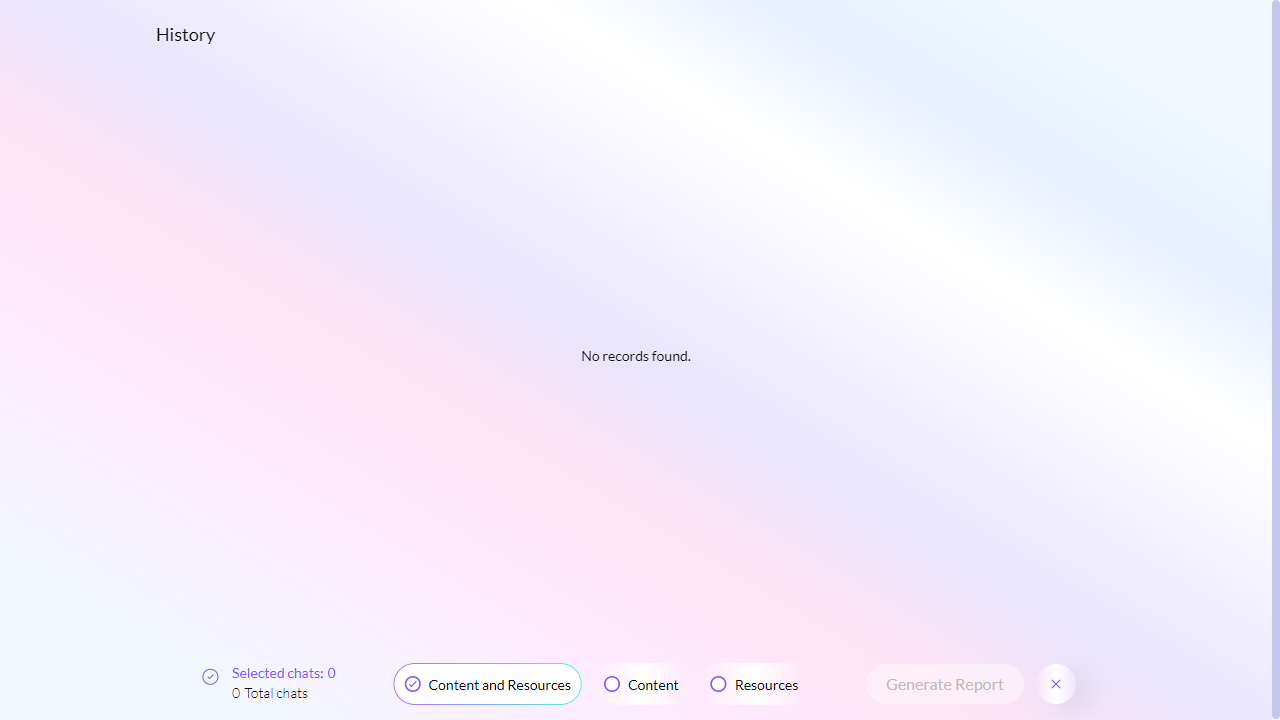 History
No records found.
Selected chats: 0
0 Total chats
Content and Resources
Content
Resources
Generate Report